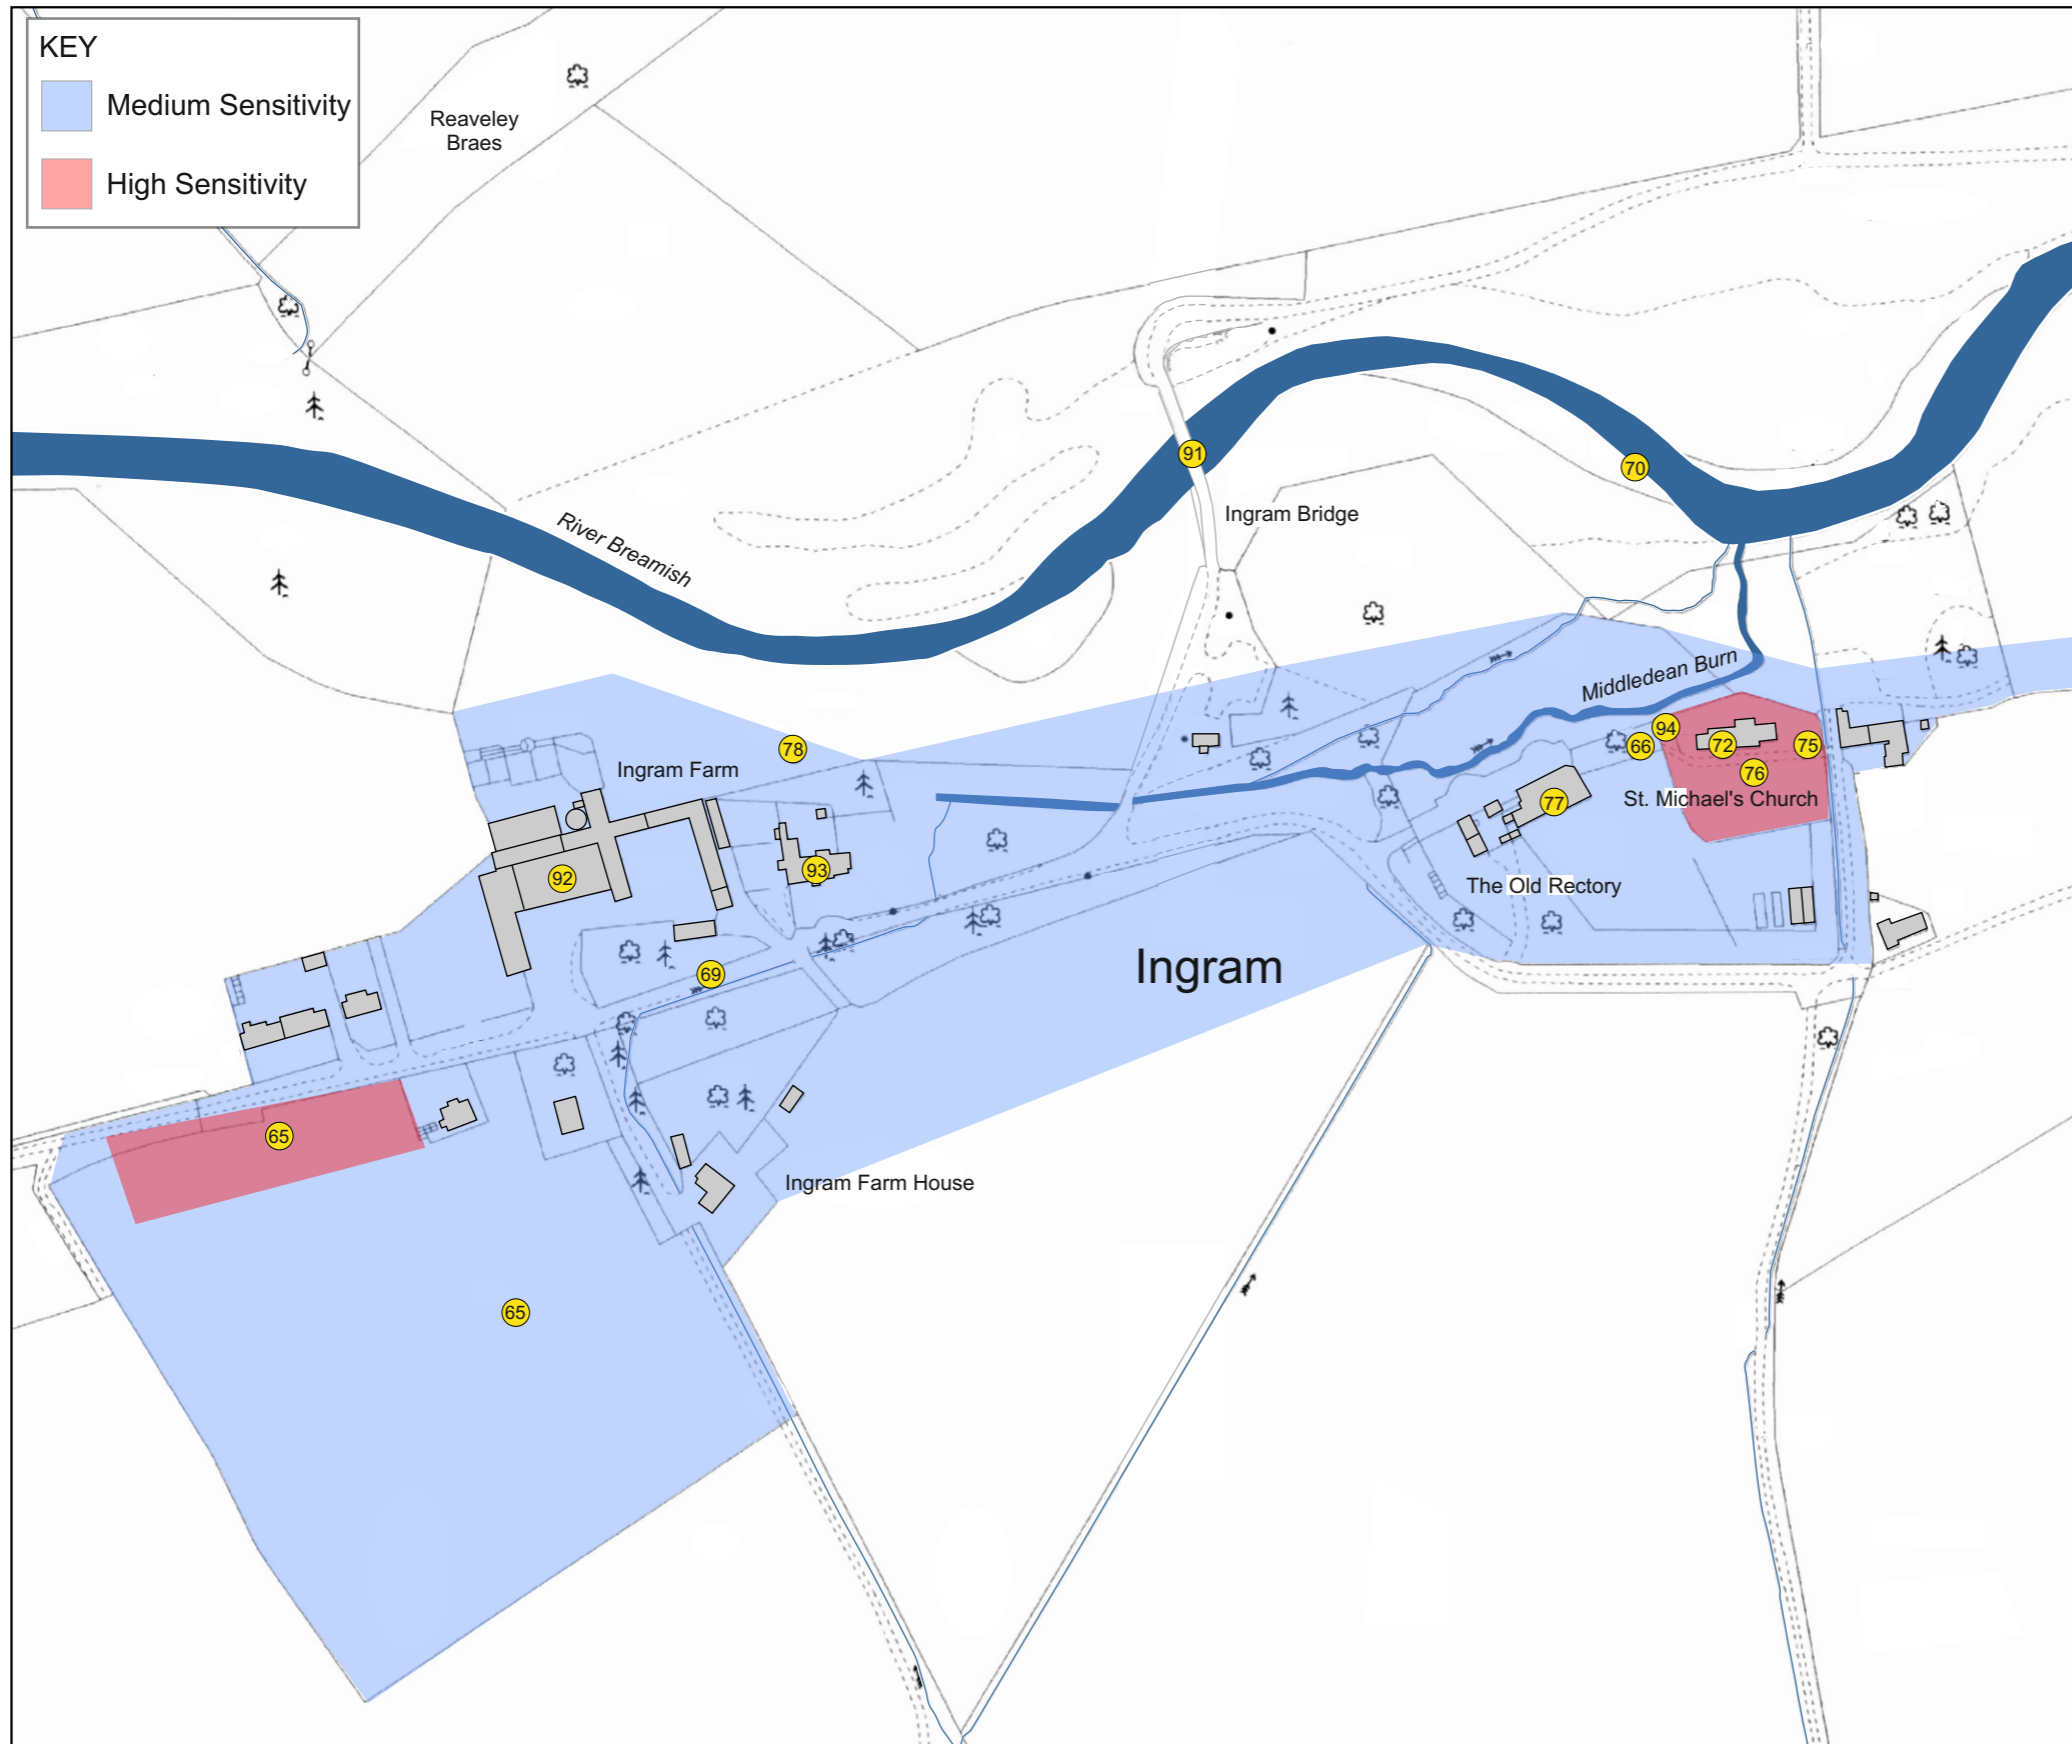 KEY
Medium Sensitivity
High Sensitivity
Reaveley
Braes
91
70
Ingram Bridge
River Breamish
Middledean Burn
94
66
72
75
76
78
Ingram Farm
77
St. Michael's Church
93
92
The Old Rectory
Ingram
69
65
Ingram Farm House
65